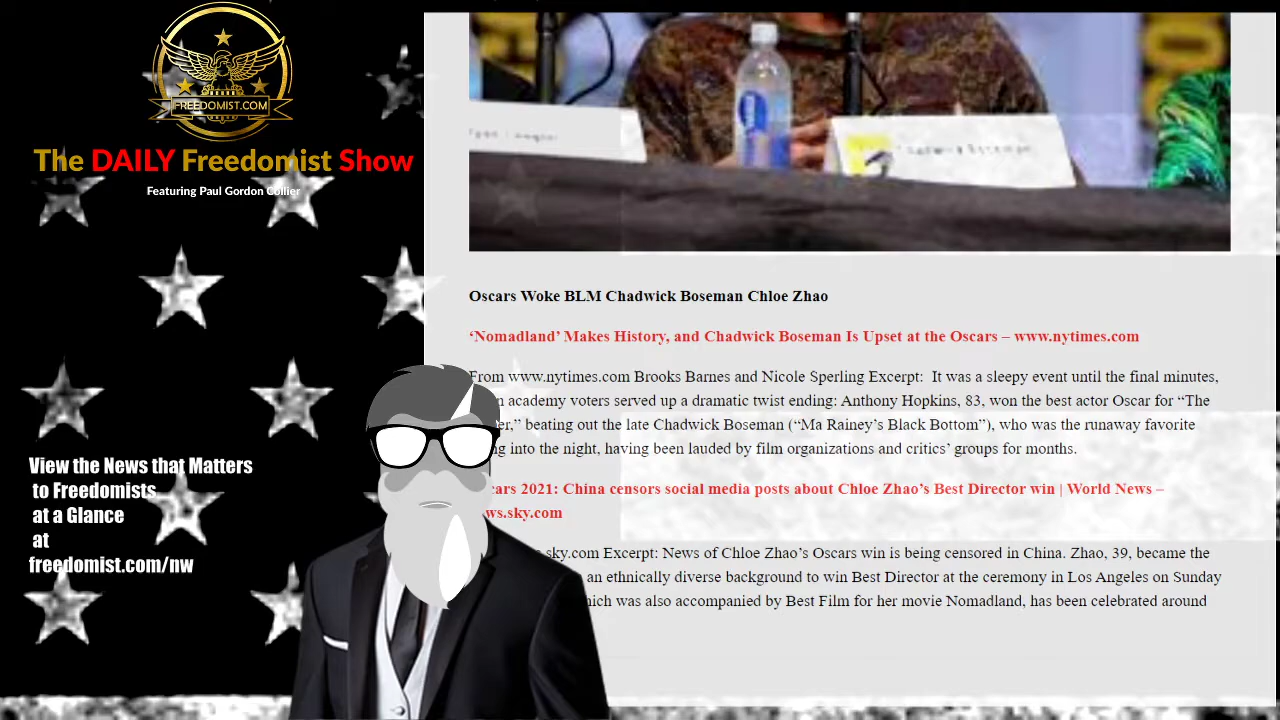 FREEDOMIST.COM
The DAILY Freedomist Show
Featuring Paul Gordon Collier
View the News that Matters
to Freedomists
at a Glance
at
freedomist.com/nw
Oscars Woke BLM Chadwick Boseman Chloe Zhao
‘Nomadland’ Makes History, and Chadwick Boseman Is Upset at the Oscars – www.nytimes.com
From www.nytimes.com Brooks Barnes and Nicole Sperling Excerpt:  It was a sleepy event until the final minutes,
academy voters served up a dramatic twist ending: Anthony Hopkins, 83, won the best actor Oscar for “The
beating out the late Chadwick Boseman (“Ma Rainey’s Black Bottom”), who was the runaway favorite
into the night, having been lauded by film organizations and critics’ groups for months.
2021: China censors social media posts about Chloe Zhao’s Best Director win | World News –
sky.com Excerpt: News of Chloe Zhao’s Oscars win is being censored in China. Zhao, 39, became the
an ethnically diverse background to win Best Director at the ceremony in Los Angeles on Sunday
was also accompanied by Best Film for her movie Nomadland, has been celebrated around